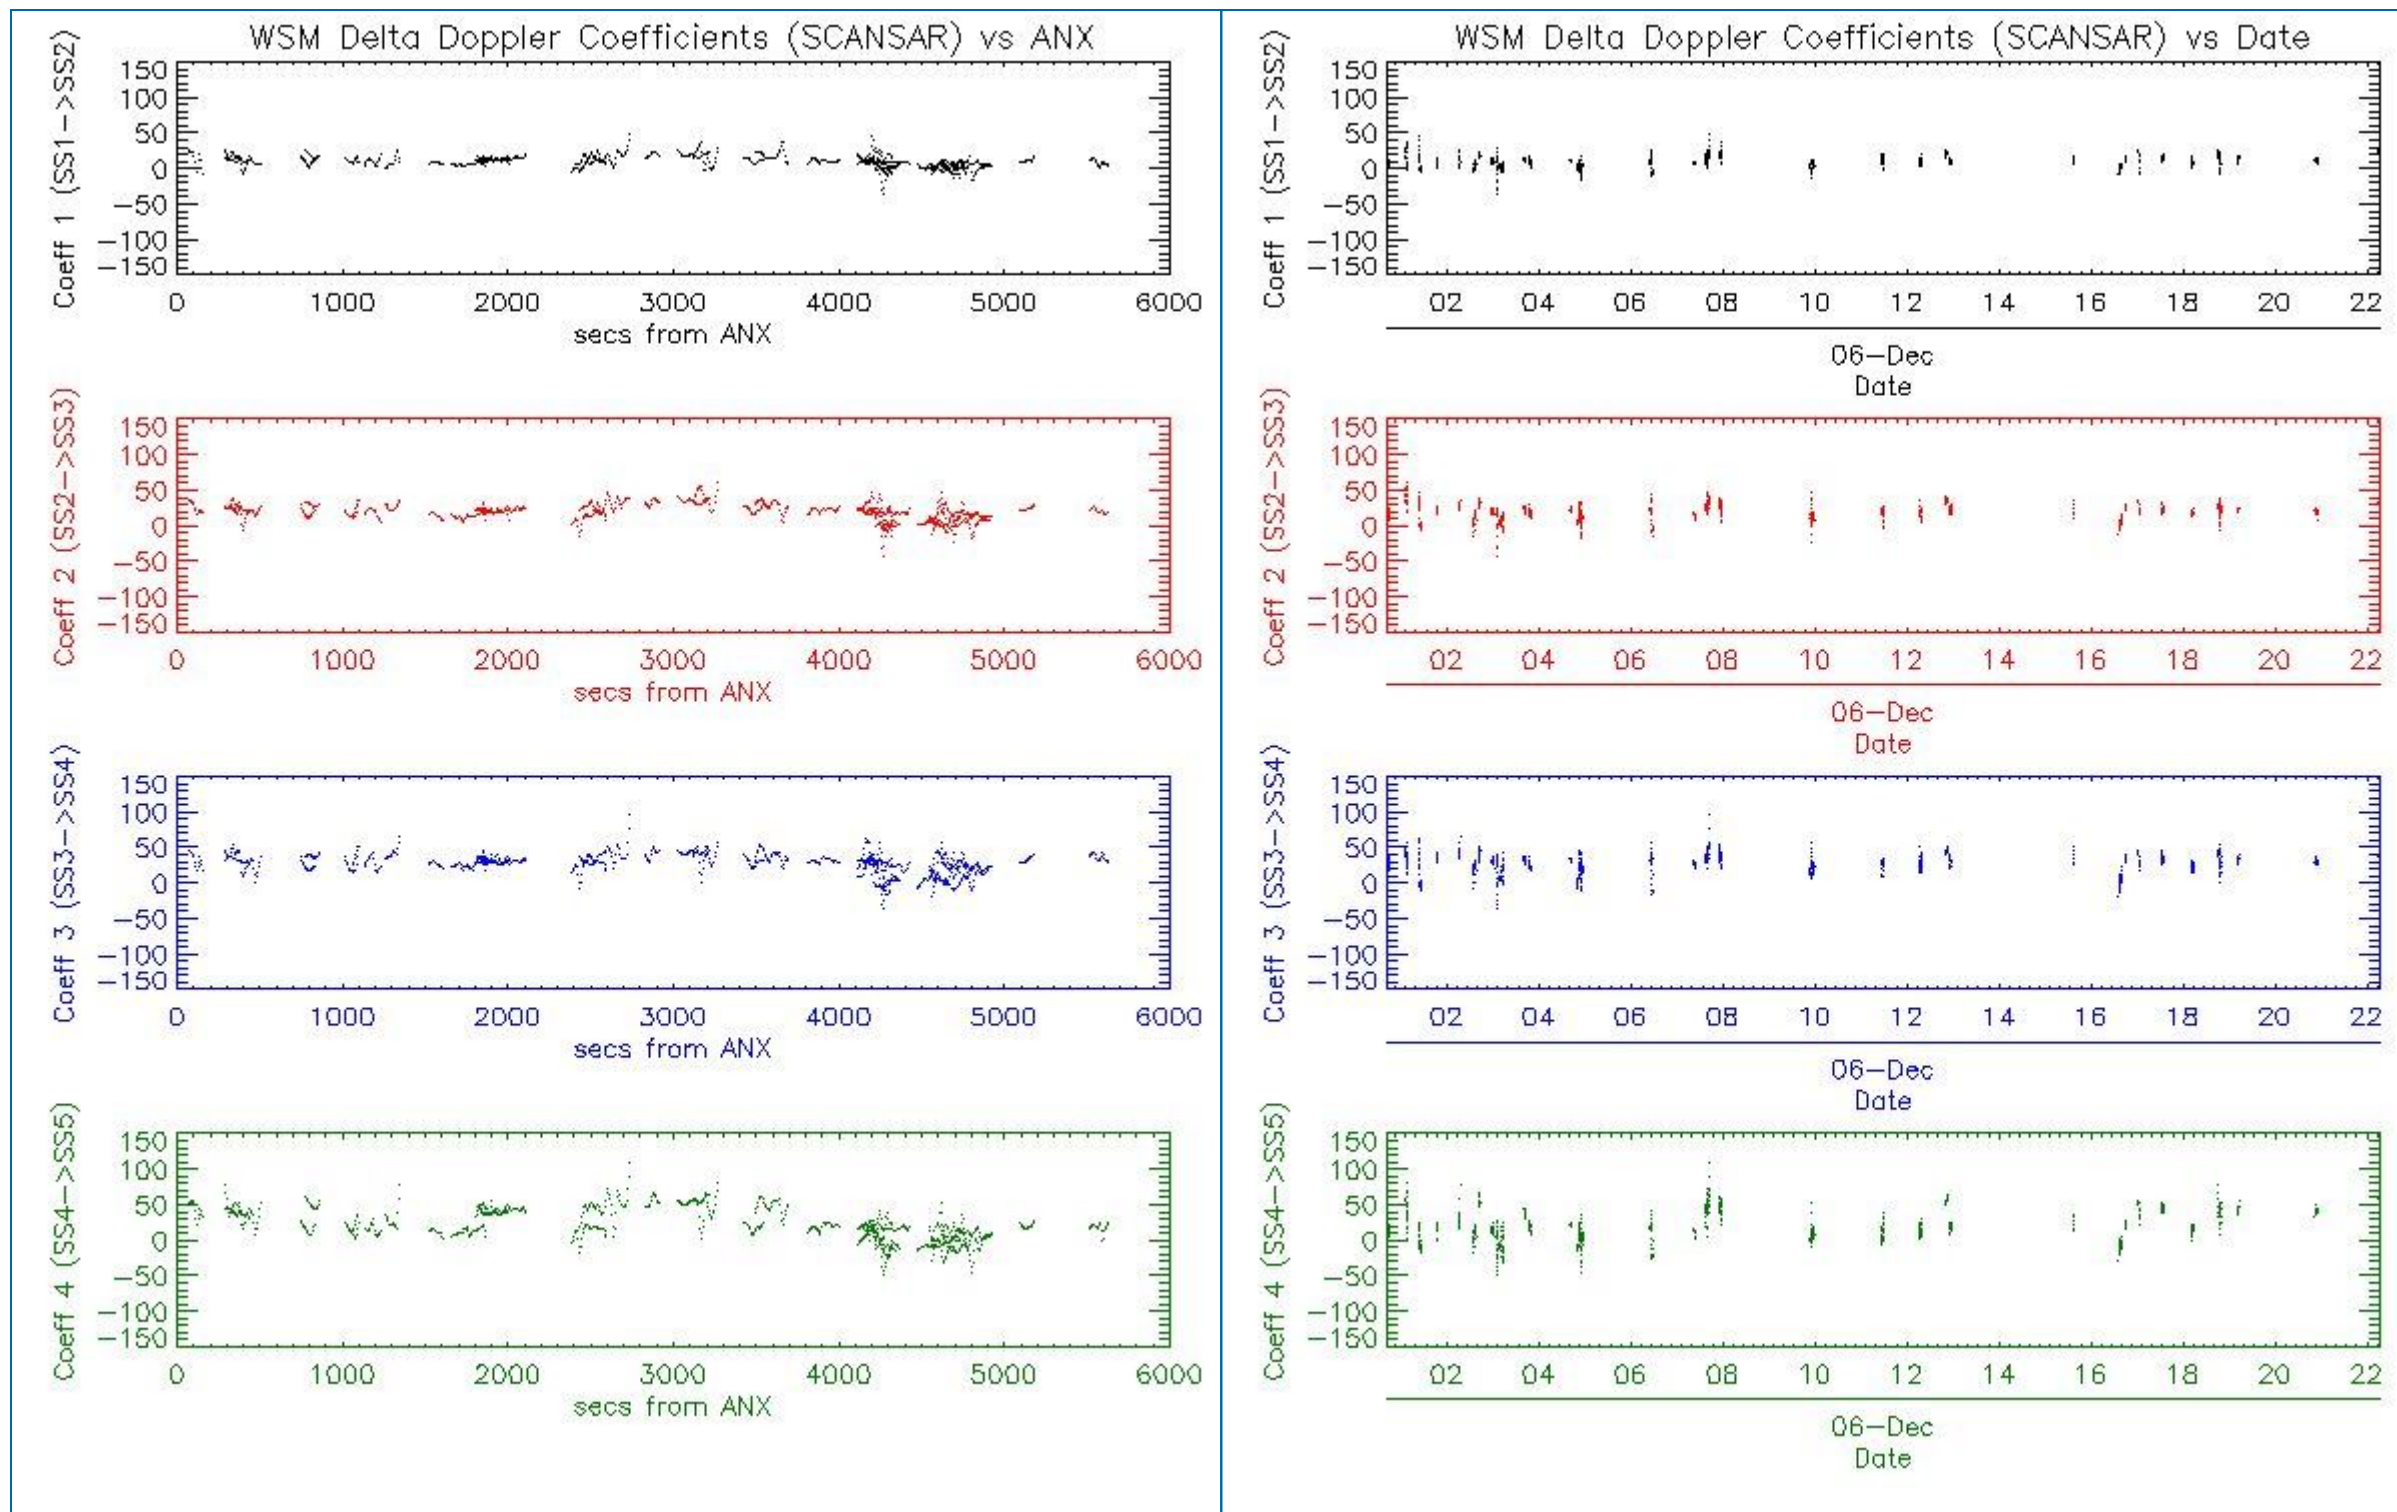 WSM Delta Doppler Coefficients (SCANSAR) vs ANX
Coeff 1 (SS1->SS2)
150
100
50
0
-50
-100
-150
0 1000 2000 3000 4000 5000 6000
secs from ANX
Coeff 2 (SS2->SS3)
150
100
50
0
-50
-100
-150
0 1000 2000 3000 4000 5000 6000
secs from ANX
Coeff 3 (SS3->SS4)
150
100
50
0
-50
-100
-150
0 1000 2000 3000 4000 5000 6000
secs from ANX
Coeff 4 (SS4->SS5)
150
100
50
0
-50
-100
-150
0 1000 2000 3000 4000 5000 6000
secs from ANX
WSM Delta Doppler Coefficients (SCANSAR) vs Date
Coeff 1 (SS1->SS2)
150
100
50
0
-50
-100
-150
02 04 06 08 10 12 14 16 18 20 22
06-Dec
Date
Coeff 2 (SS2->SS3)
150
100
50
0
-50
-100
-150
02 04 06 08 10 12 14 16 18 20 22
06-Dec
Date
Coeff 3 (SS3->SS4)
150
100
50
0
-50
-100
-150
02 04 06 08 10 12 14 16 18 20 22
06-Dec
Date
Coeff 4 (SS4->SS5)
150
100
50
0
-50
-100
-150
02 04 06 08 10 12 14 16 18 20 22
06-Dec
Date